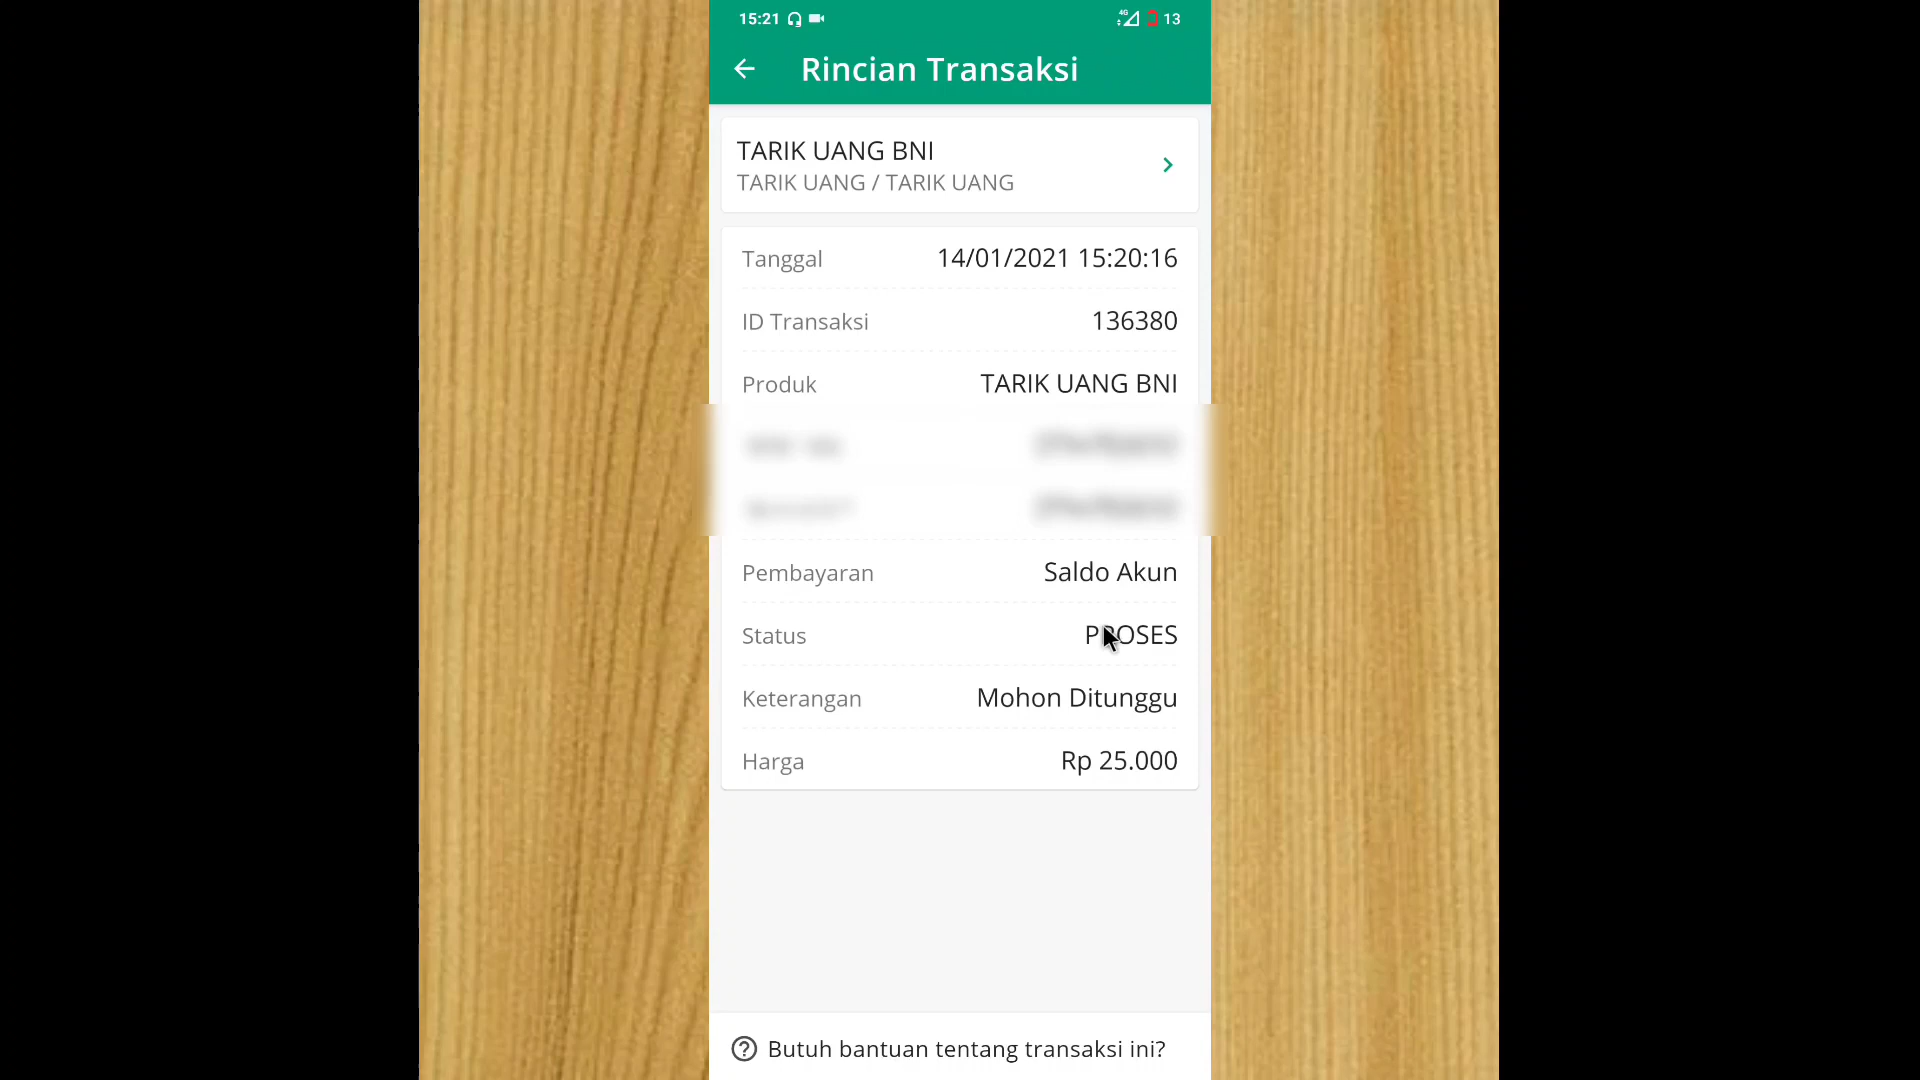 15:21
4G
13
Rincian Transaksi
TARIK UANG BNI
TARIK UANG / TARIK UANG
Tanggal 14/01/2021 15:20:16
ID Transaksi 136380
Produk TARIK UANG BNI
Pembayaran Saldo Akun
Status PROSES
Keterangan Mohon Ditunggu
Harga Rp 25.000
Butuh bantuan tentang transaksi ini?